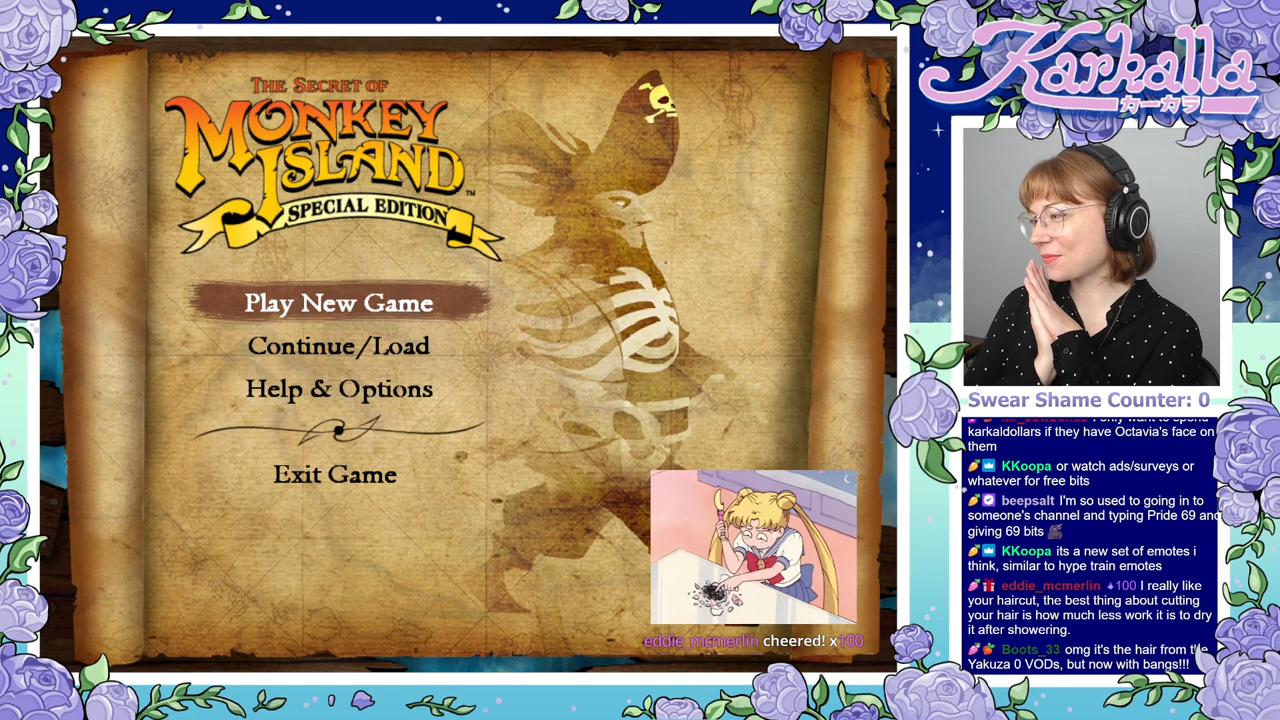 THE SECRET OF
MONKEY
ISLAND™
SPECIAL EDITION
Play New Game
Continue/Load
Help & Options
Exit Game
eddie_mcmerlin cheered! x100
Karkalla
カーカラ
Swear Shame Counter: 0
I only want to spend
karkaldollars if they have Octavia's face on
them
KKoopa or watch ads/surveys or
whatever for free bits
beepsalt I'm so used to going in to
someone's channel and typing Pride 69 and
giving 69 bits
KKoopa its a new set of emotes i
think, similar to hype train emotes
eddie_mcmerlin 100 I really like
your haircut, the best thing about cutting
your hair is how much less work it is to dry
it after showering.
Boots_33 omg it's the hair from the
Yakuza 0 VODs, but now with bangs!!!